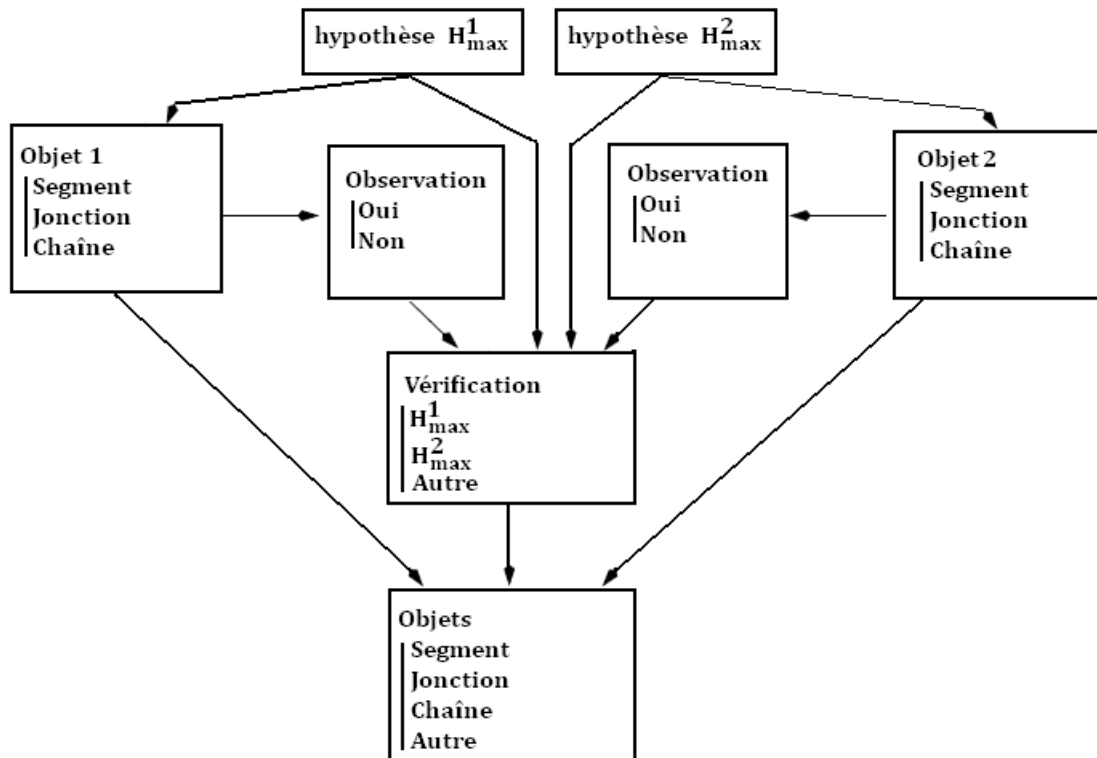 hypothèse H¹max
hypothèse H²max
Objet 1
Segment
Jonction
Chaîne
Observation
Oui
Non
Observation
Oui
Non
Objet 2
Segment
Jonction
Chaîne
Vérification
H¹max
H²max
Autre
Objets
Segment
Jonction
Chaîne
Autre